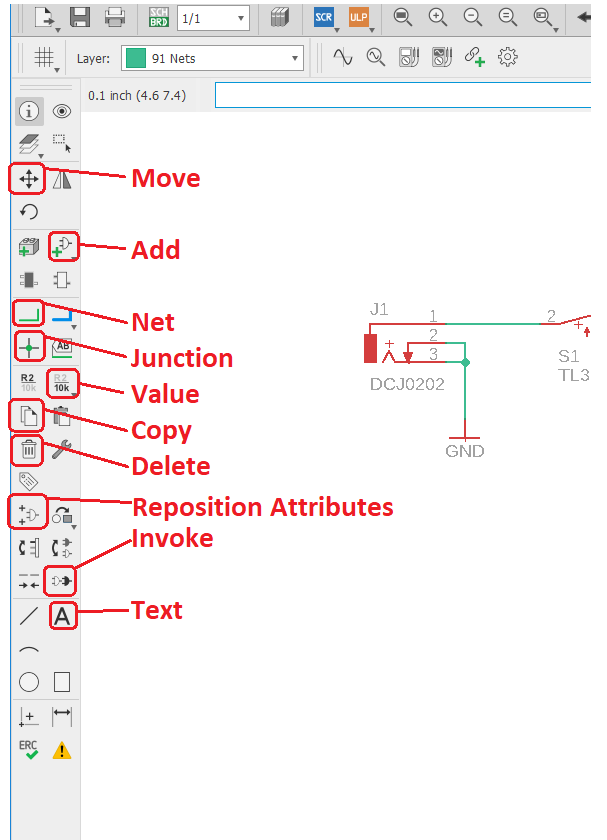 SCH
BRD
1/1
SCR
ULP
Layer:
91 Nets
0.1 inch (4.6 7.4)
i
Move
Add
Net
Junction
AB
R2
10k
R2
10k
Value
Copy
Delete
Reposition Attributes
Invoke
A
Text
ERC
J1
1
2
3
DCJ0202
GND
2
S1
TL3